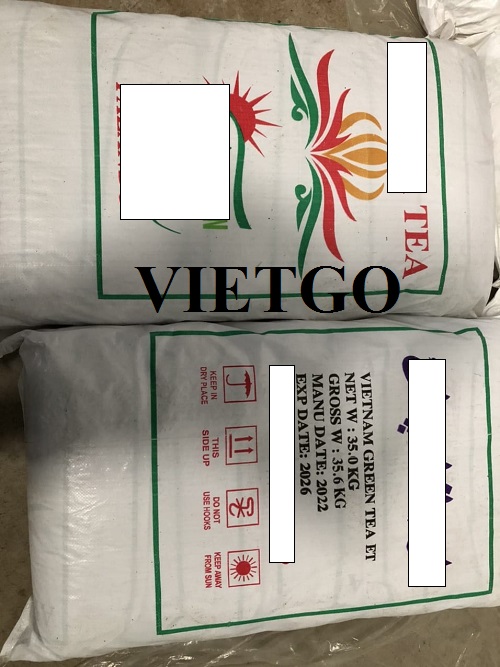 TEA
VIETGO
VIETNAM GREEN TEA ET
NET W : 35.0 KG
GROSS W : 35.6 KG
MANU DATE: 2022
EXP DATE: 2026
KEEP IN
DRY PLACE
THIS
SIDE UP
DO NOT
USE HOOKS
KEEP AWAY
FROM SUN